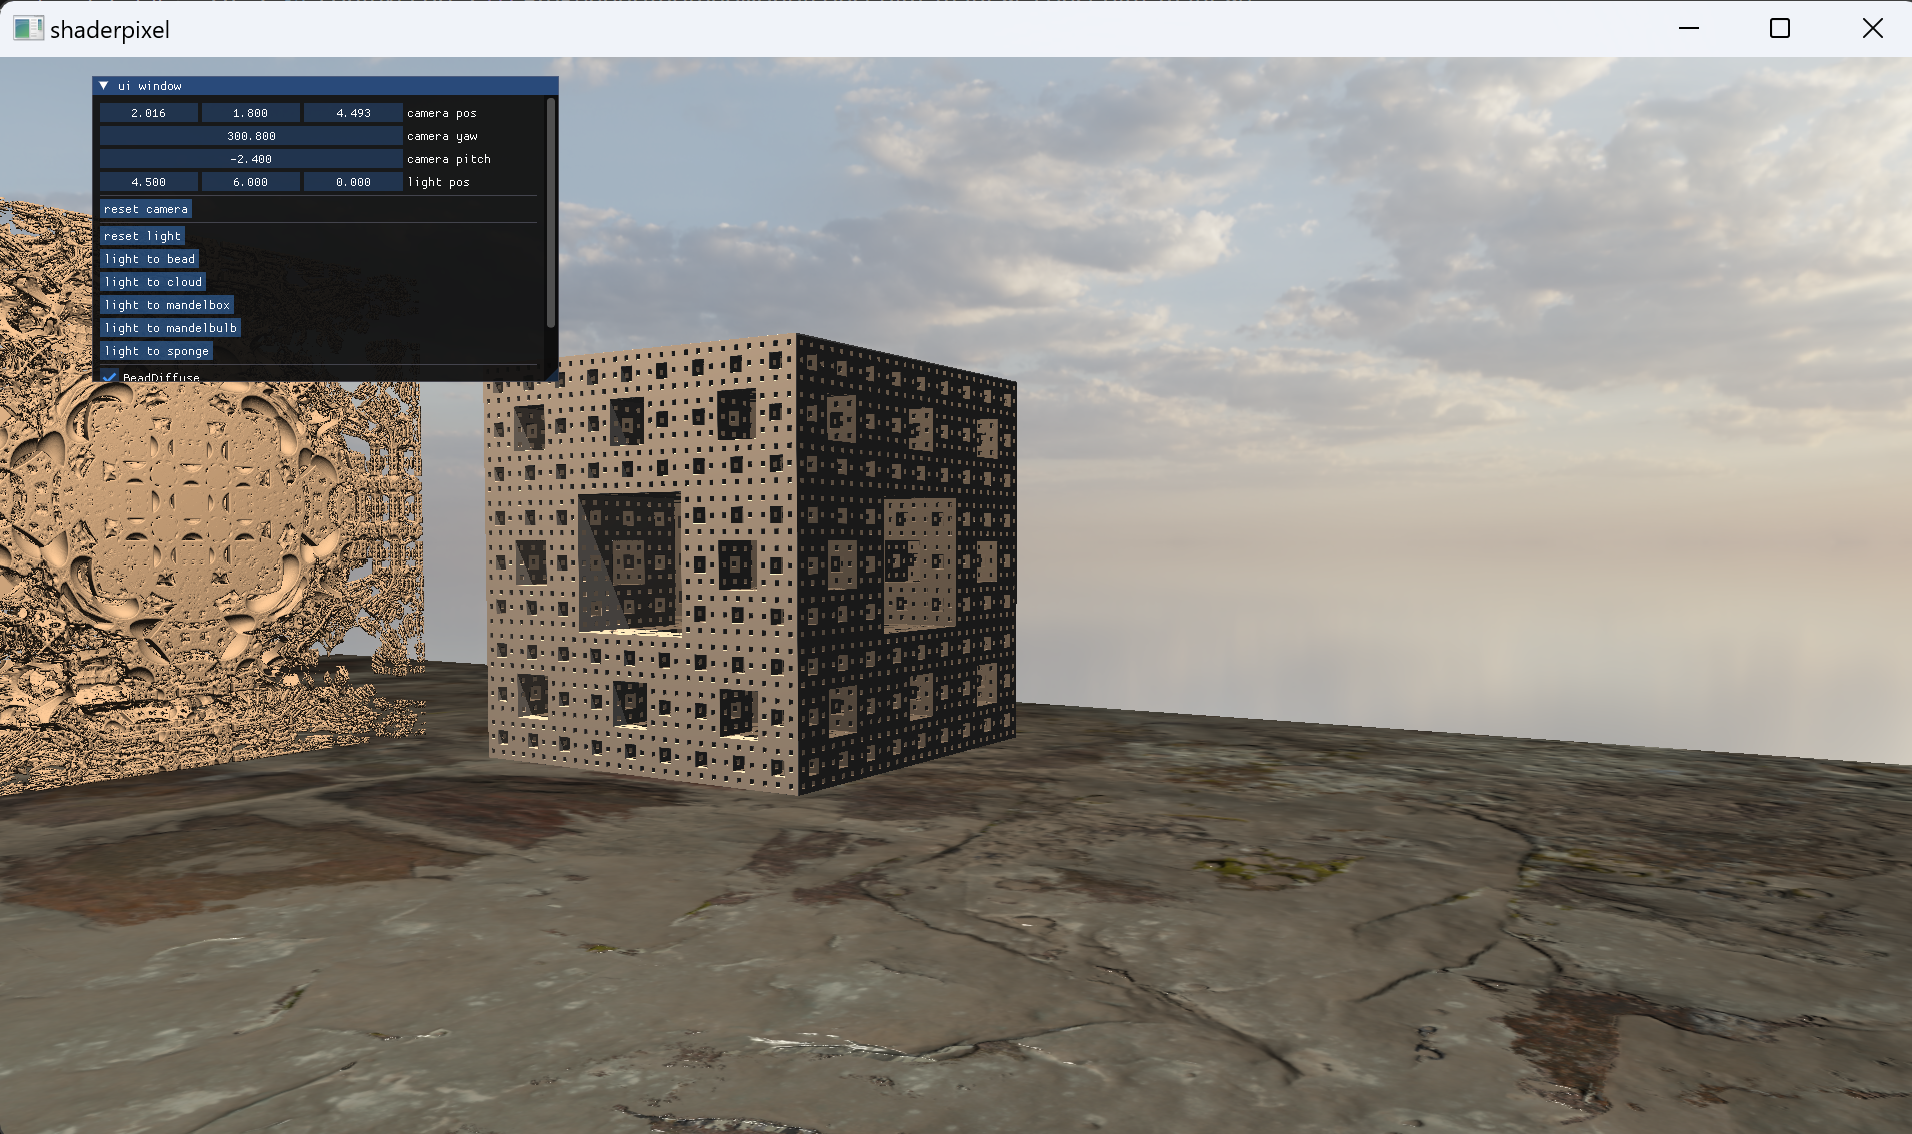 shaderpixel
ui window
2.016 1.800 4.493 camera pos
300.800 camera yaw
-2.400 camera pitch
4.500 6.000 0.000 light pos
reset camera
reset light
light to bead
light to cloud
light to mandelbox
light to mandelbulb
light to sponge
BeadDiffuse